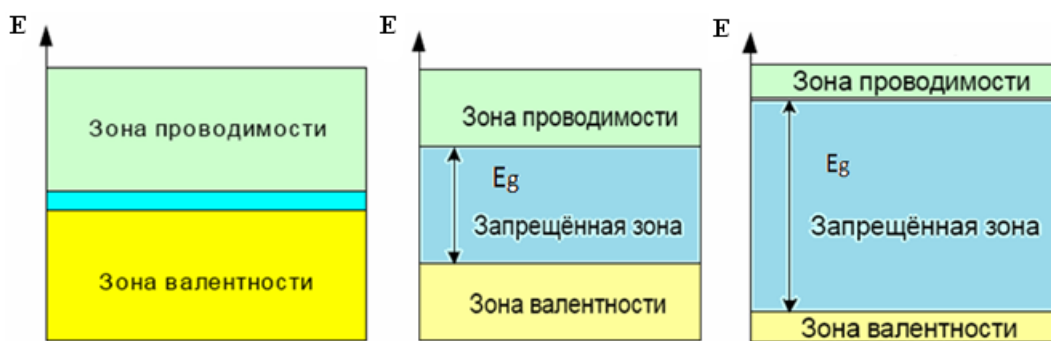 E
Зона проводимости
Зона валентности
E
Зона проводимости
Eg
Запрещённая зона
Зона валентности
E
Зона проводимости
Eg
Запрещённая зона
Зона валентности